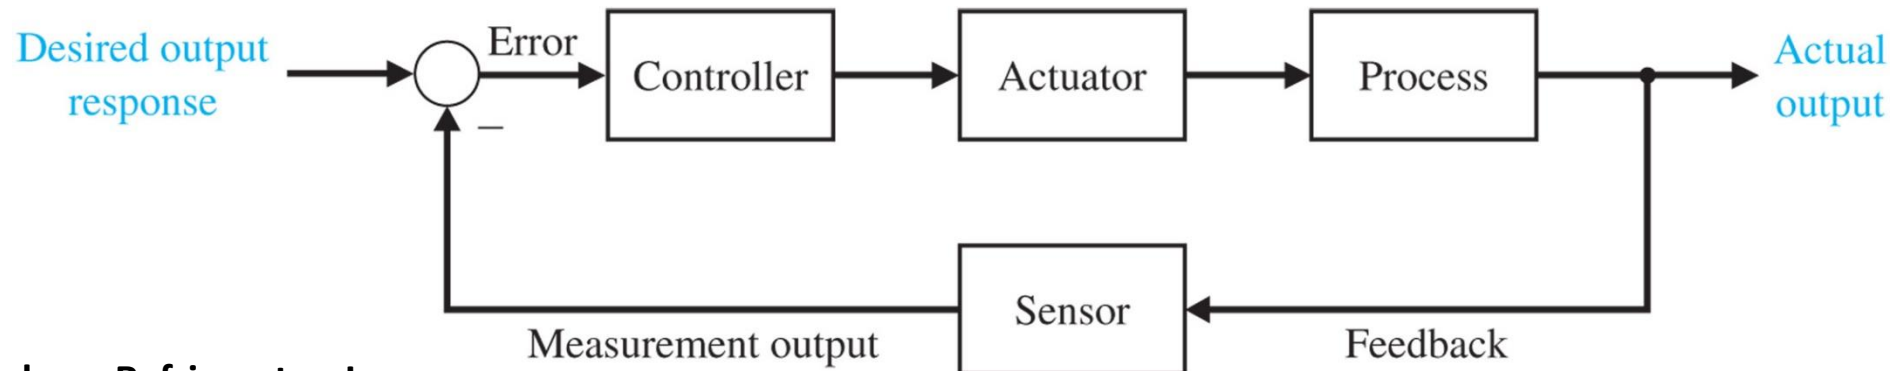 Desired output
response
Error
Controller
Actuator
Process
Actual
output
–
Sensor
Measurement output
Feedback